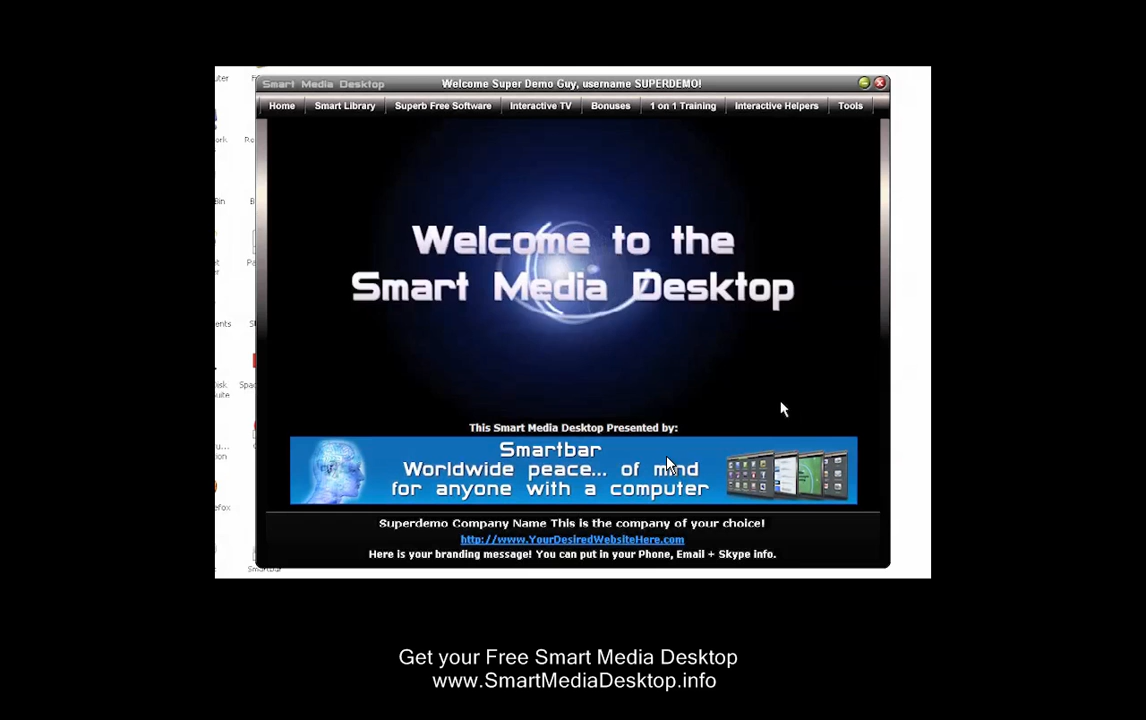 Smart Media Desktop
Welcome Super Demo Guy, username SUPERDEMO!
Home Smart Library Superb Free Software Interactive TV Bonuses 1 on 1 Training Interactive Helpers Tools
Welcome to the
Smart Media Desktop
This Smart Media Desktop Presented by:
Smartbar
Worldwide peace... of mind
for anyone with a computer
Superdemo Company Name This is the company of your choice!
http://www.YourDesiredWebsiteHere.com
Here is your branding message! You can put in your Phone, Email + Skype info.
Get your Free Smart Media Desktop
www.SmartMediaDesktop.info